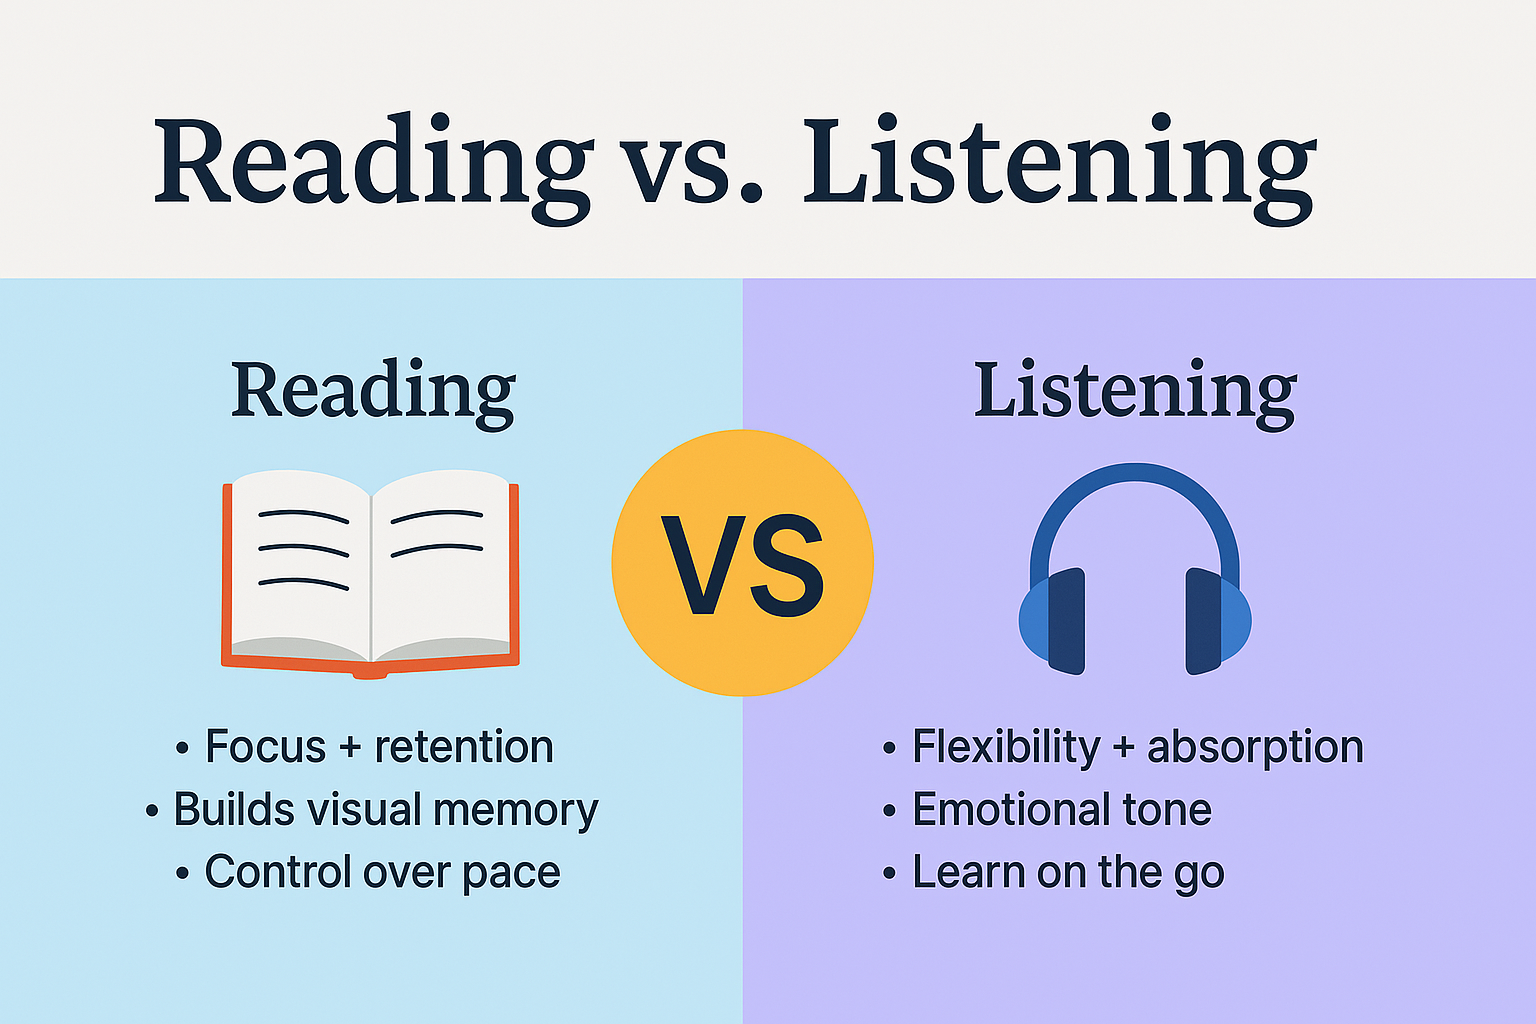 Reading vs. Listening
Reading
• Focus + retention
• Builds visual memory
• Control over pace
VS
Listening
• Flexibility + absorption
• Emotional tone
• Learn on the go